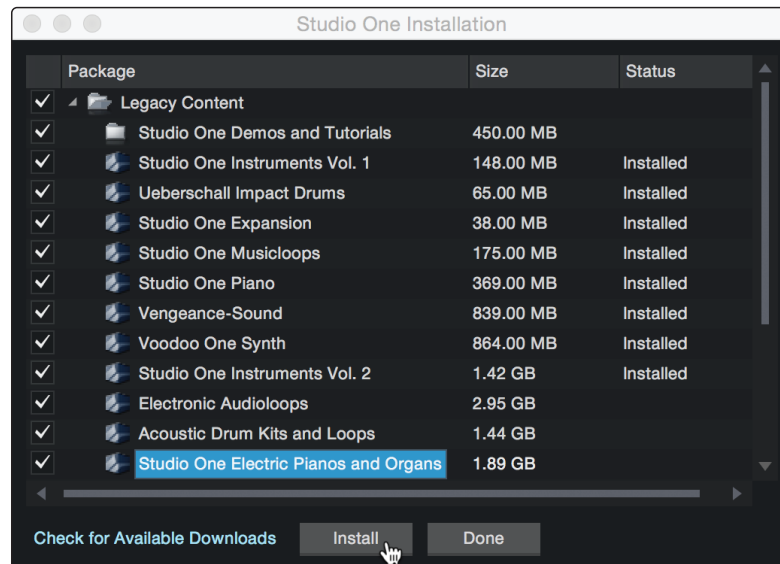 Studio One Installation
Package Size Status
Legacy Content
Studio One Demos and Tutorials 450.00 MB
Studio One Instruments Vol. 1 148.00 MB Installed
Ueberschall Impact Drums 65.00 MB Installed
Studio One Expansion 38.00 MB Installed
Studio One Musicloops 175.00 MB Installed
Studio One Piano 369.00 MB Installed
Vengeance-Sound 839.00 MB Installed
Voodoo One Synth 864.00 MB Installed
Studio One Instruments Vol. 2 1.42 GB Installed
Electronic Audioloops 2.95 GB
Acoustic Drum Kits and Loops 1.44 GB
Studio One Electric Pianos and Organs 1.89 GB
Check for Available Downloads Install Done